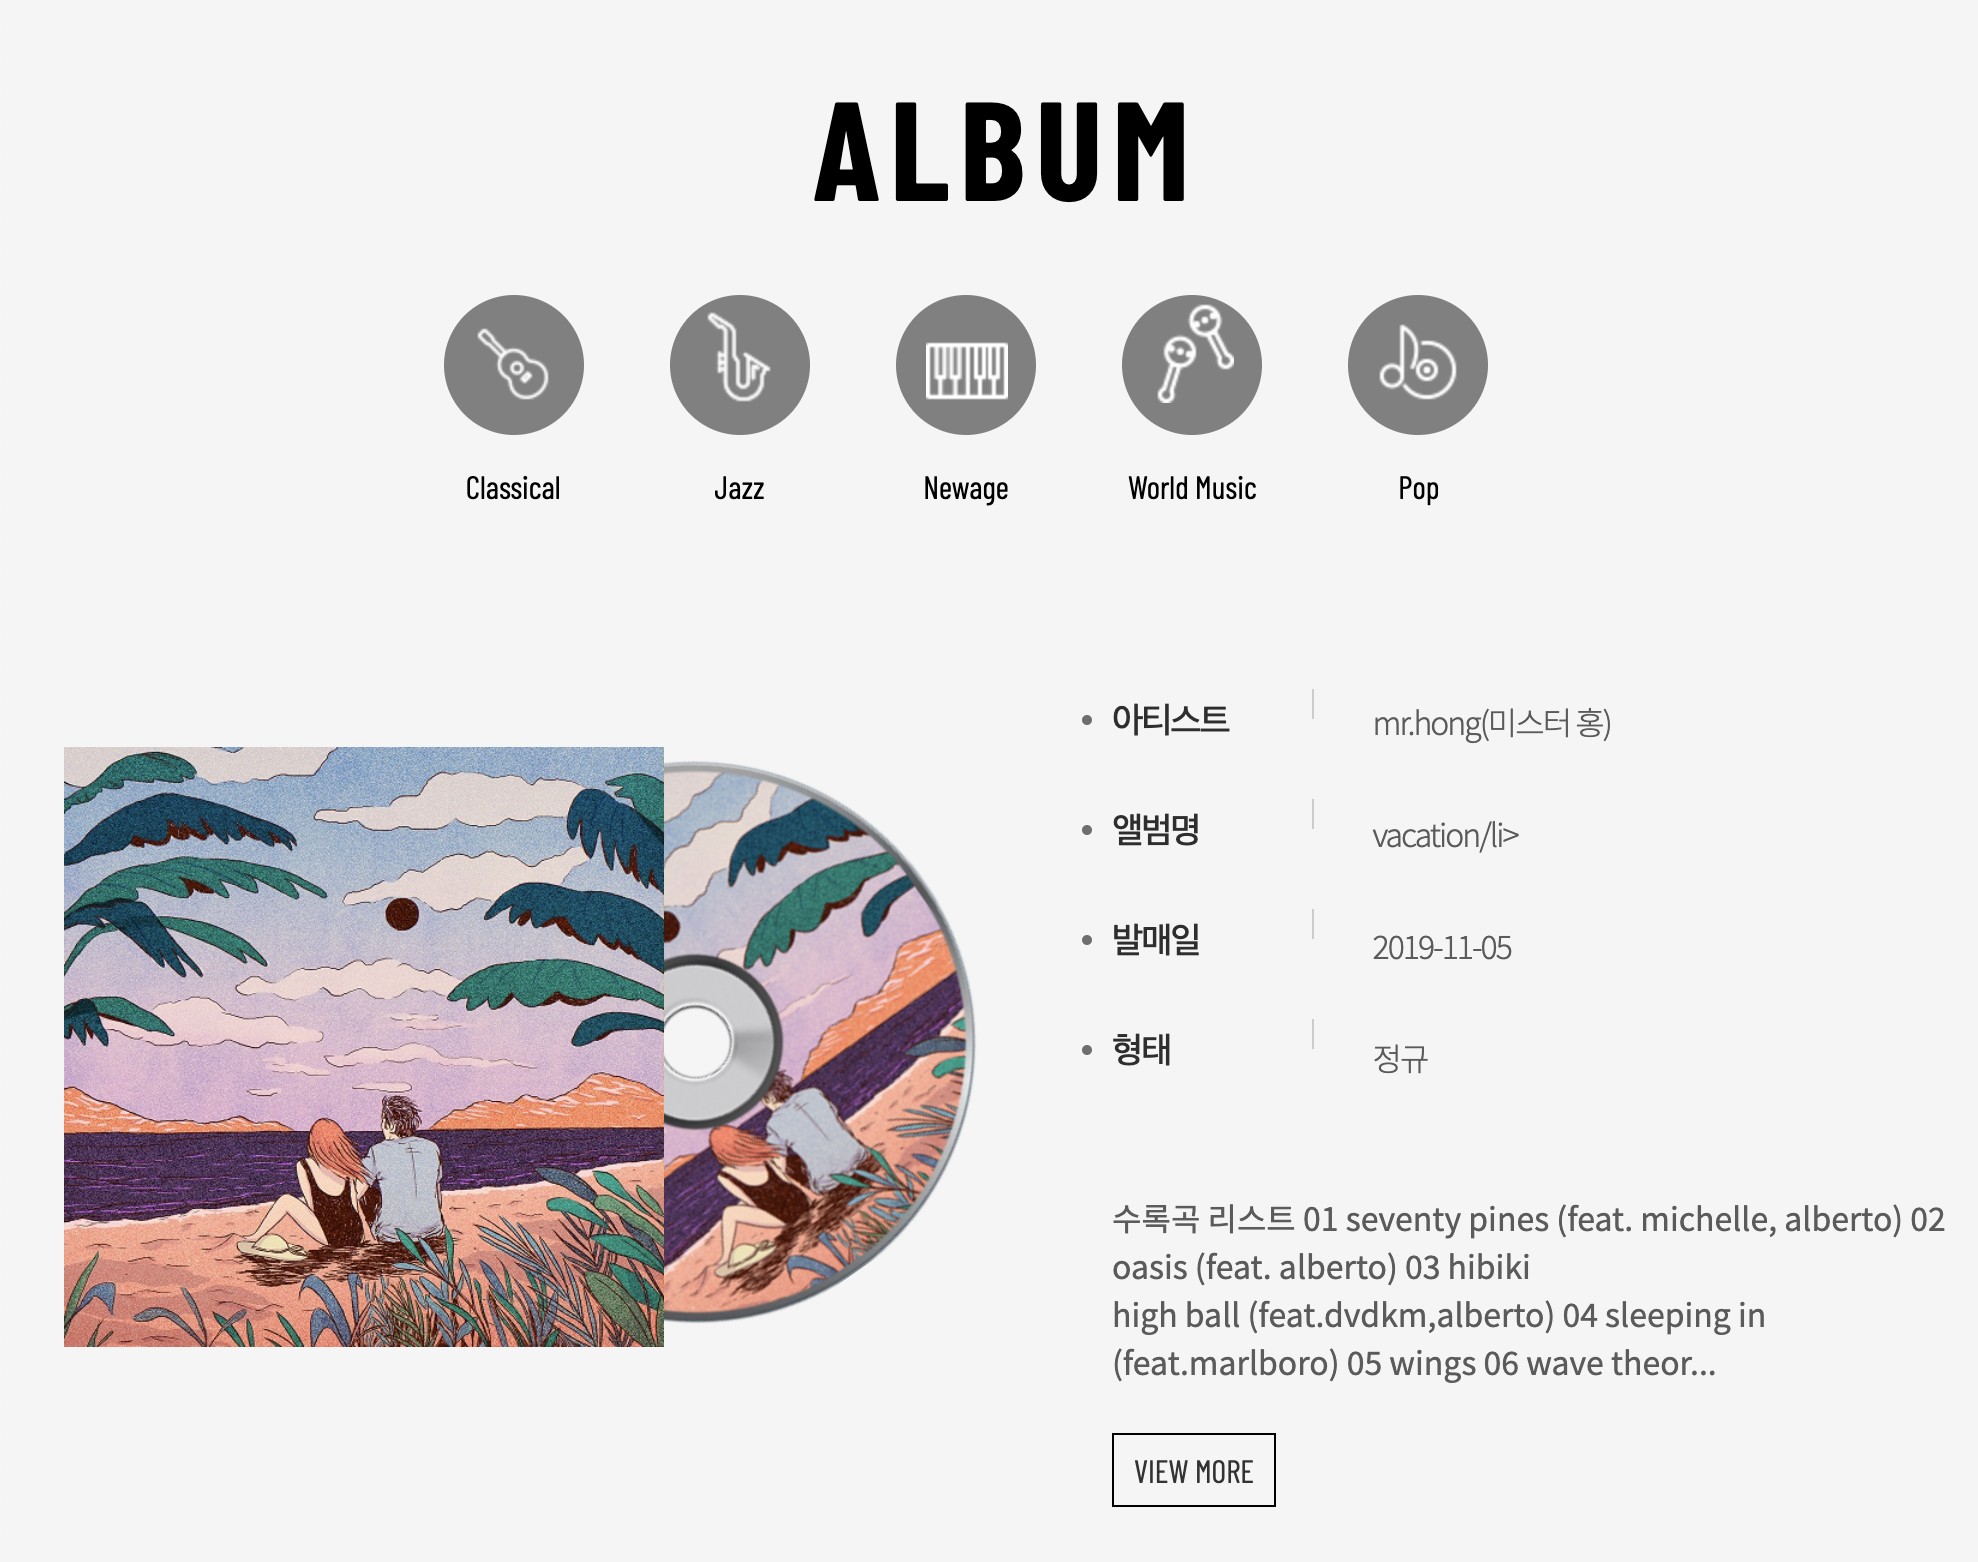 ALBUM
Classical Jazz Newage World Music Pop
아티스트 mr.hong(미스터 홍)
앨범명 vacation/li>
발매일 2019-11-05
형태 정규
수록곡 리스트 01 seventy pines (feat. michelle, alberto) 02
oasis (feat. alberto) 03 hibiki
high ball (feat.dvdkm,alberto) 04 sleeping in
(feat.marlboro) 05 wings 06 wave theor...
VIEW MORE